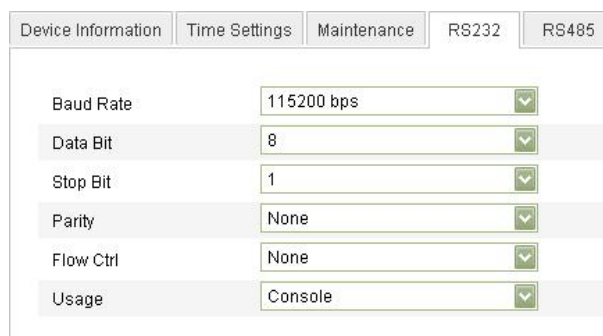 Device Information Time Settings Maintenance RS232 RS485
Baud Rate 115200 bps
Data Bit 8
Stop Bit 1
Parity None
Flow Ctrl None
Usage Console